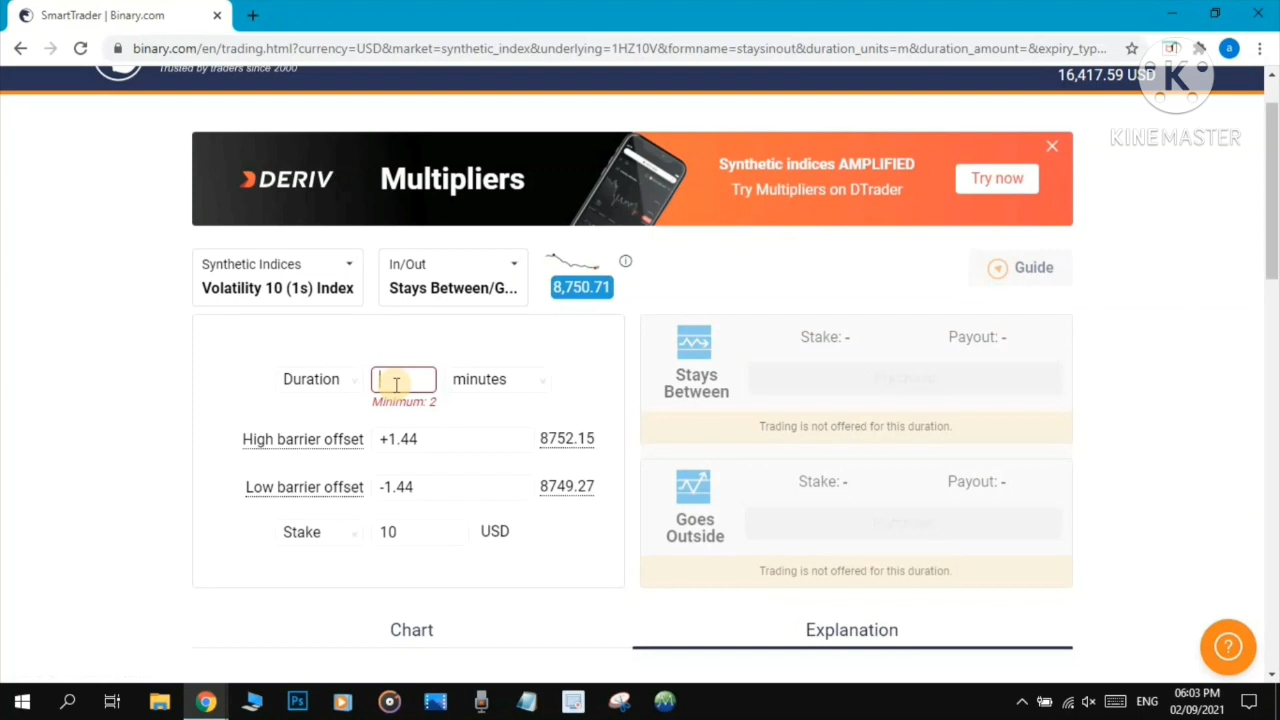 SmartTrader | Binary.com
binary.com/en/trading.html?currency=USD&market=synthetic_index&underlying=1HZ10V&formname=staysinout&duration_units=m&duration_amount=&expiry_typ...
a
Trusted by traders since 2000
16,417.59 USD
K
KINEMASTER
DERIV
Multipliers
Synthetic indices AMPLIFIED
Try Multipliers on DTrader
Try now
Synthetic Indices
Volatility 10 (1s) Index
In/Out
Stays Between/G...
8,750.71
Guide
Duration
minutes
Minimum: 2
High barrier offset
+1.44
8752.15
Low barrier offset
-1.44
8749.27
Stake
10
USD
Stays Between
Stake: -
Payout: -
Purchase
Trading is not offered for this duration.
Goes Outside
Stake: -
Payout: -
Trading is not offered for this duration.
Chart
Explanation
?
Ps
ENG
06:03 PM
02/09/2021